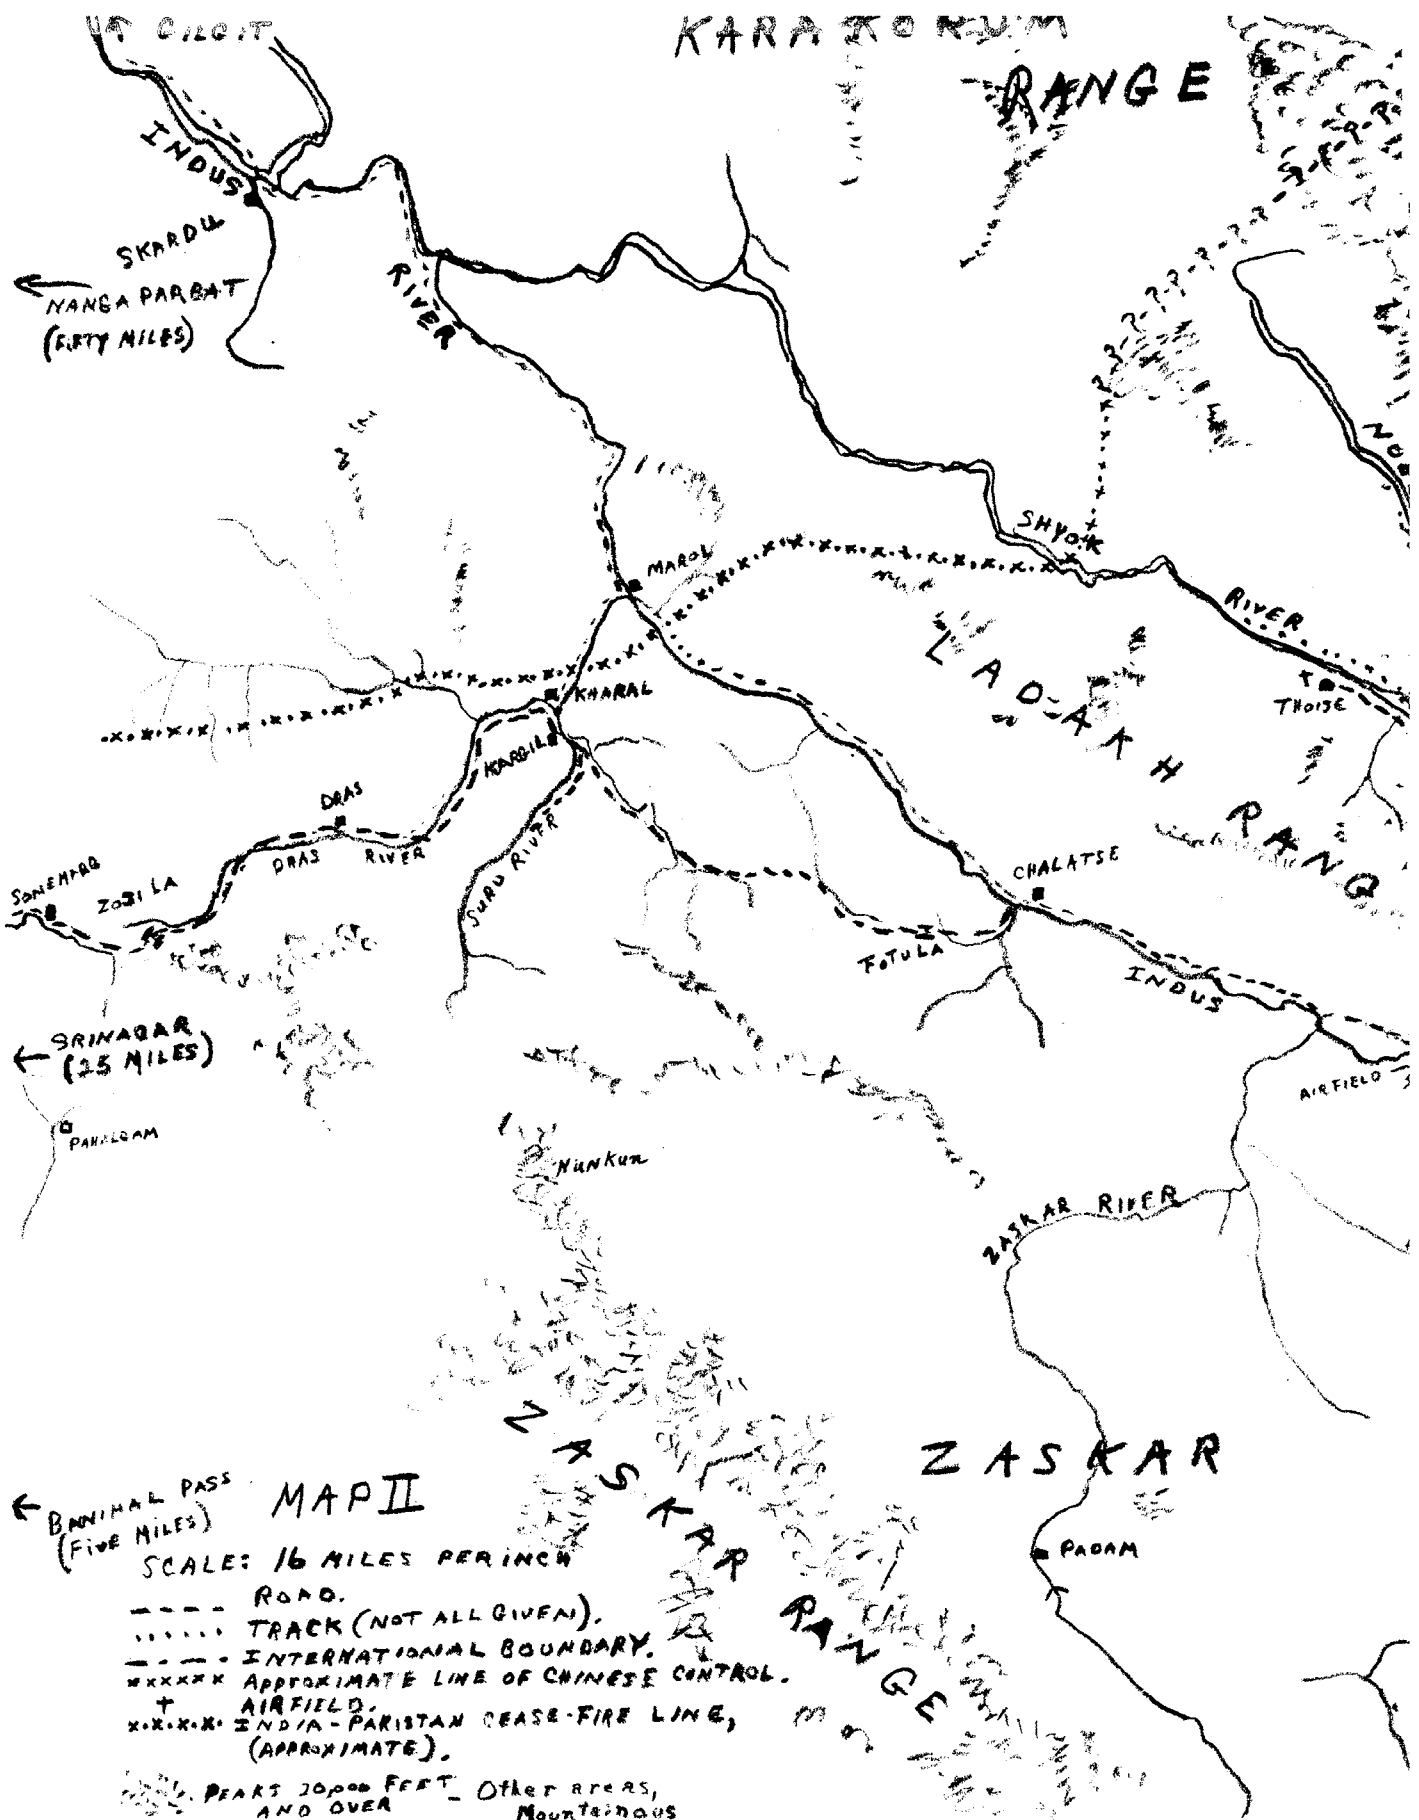 GILGIT
KARAKORUM
RANGE
INDUS
SKARDU
NANGA PARBAT
(FIFTY MILES)
RIVER
SHYOK
MAROL
RIVER
THOISE
KHARAL
KARGIL
LADAKH RANG
DRAS
DRAS RIVER
SURU RIVER
SONEMARG
ZOJI LA
CHALATSE
FOTULA
INDUS
SRINAGAR
(25 MILES)
AIRFIELD
PAHALGAM
NUNKUN
ZASKAR RIVER
ZASKAR
ZASKAR RANGE
PADAM
BANIHAL PASS
(FIVE MILES)
MAP II
SCALE: 16 MILES PER INCH
ROAD.
TRACK (NOT ALL GIVEN).
INTERNATIONAL BOUNDARY.
APPROXIMATE LINE OF CHINESE CONTROL.
AIRFIELD.
INDIA-PAKISTAN CEASE-FIRE LINE,
(APPROXIMATE).
PEAKS 20,000 FEET - Other areas,
AND OVER Mountainous